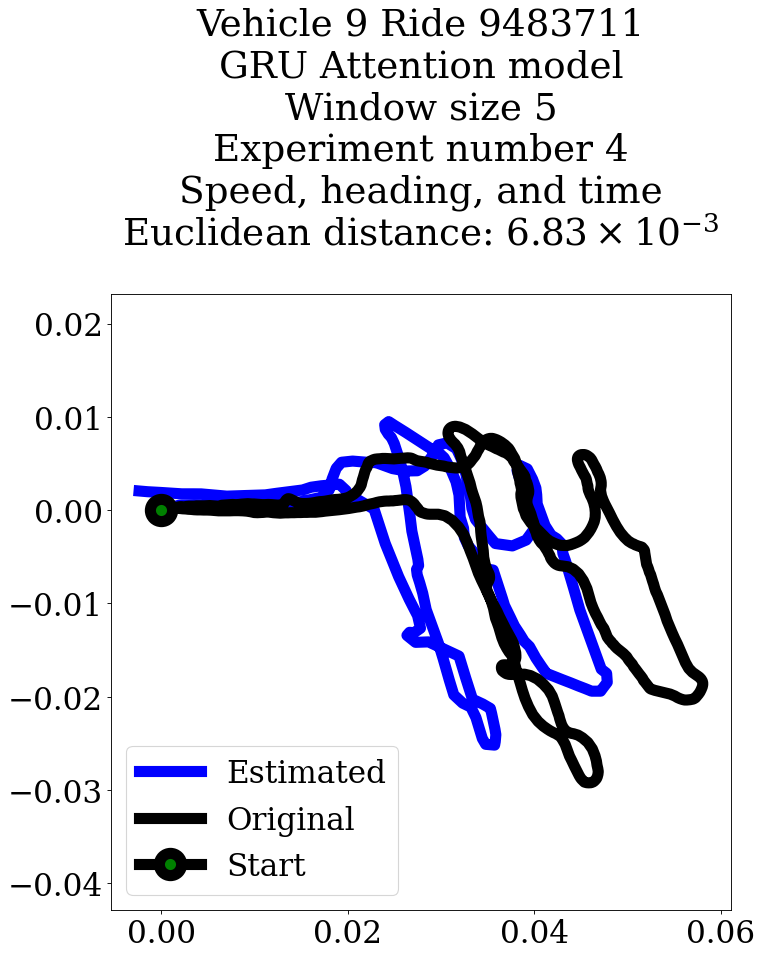 Vehicle 9 Ride 9483711
GRU Attention model
Window size 5
Experiment number 4
Speed, heading, and time
Euclidean distance: 6.83 × 10⁻³
0.02
0.01
0.00
−0.01
−0.02
−0.03
−0.04
Estimated
Original
Start
0.00 0.02 0.04 0.06